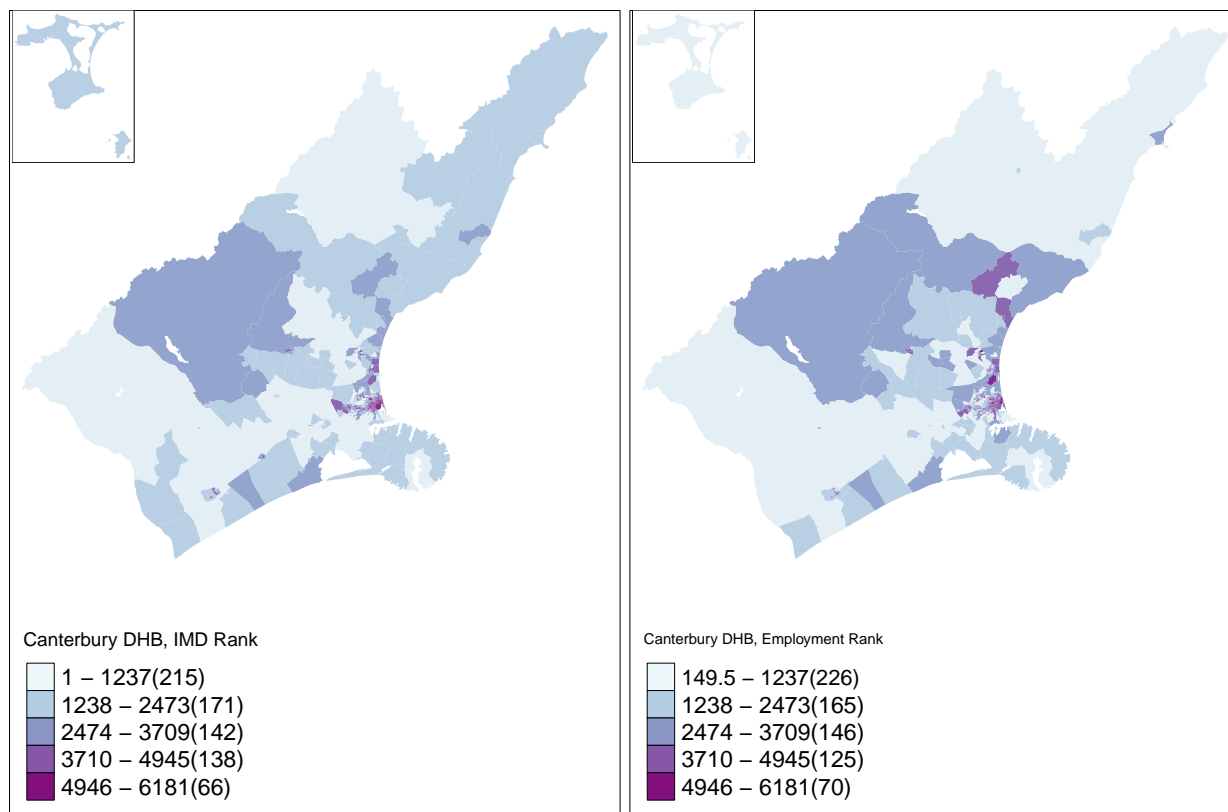 Canterbury DHB, IMD Rank
1 – 1237(215)
1238 – 2473(171)
2474 – 3709(142)
3710 – 4945(138)
4946 – 6181(66)
Canterbury DHB, Employment Rank
149.5 – 1237(226)
1238 – 2473(165)
2474 – 3709(146)
3710 – 4945(125)
4946 – 6181(70)